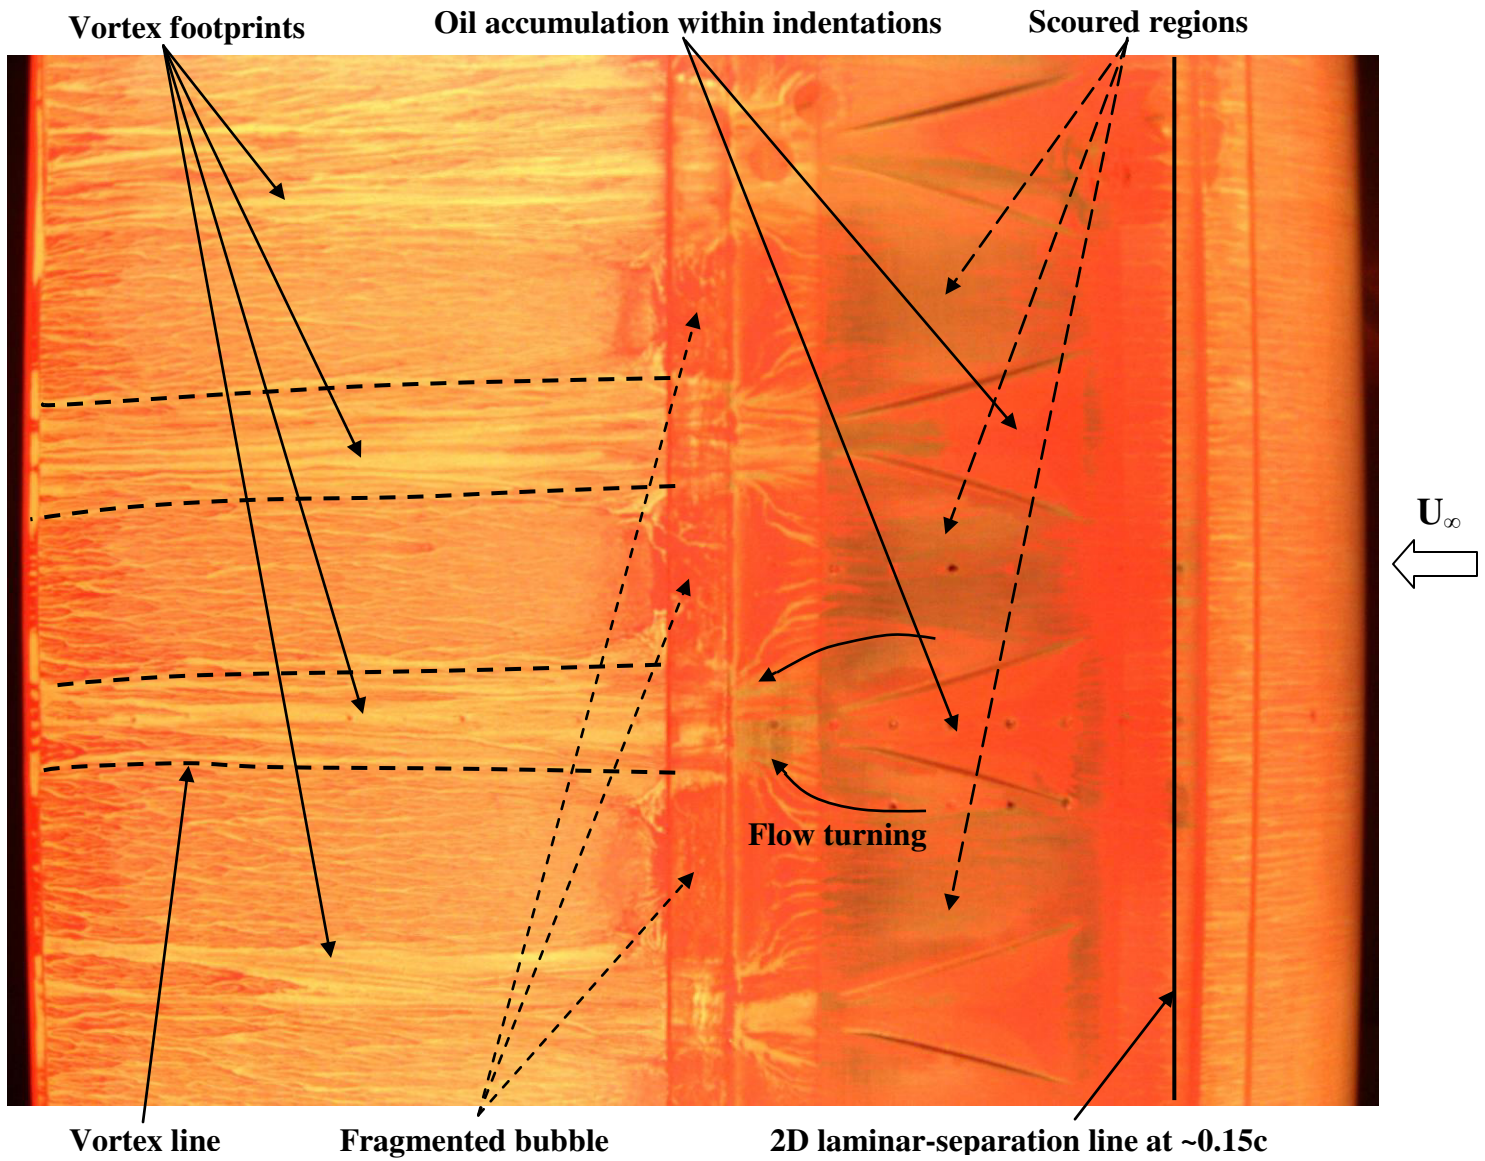 Vortex footprints
Oil accumulation within indentations
Scoured regions
U∞
Flow turning
Vortex line
Fragmented bubble
2D laminar-separation line at ~0.15c